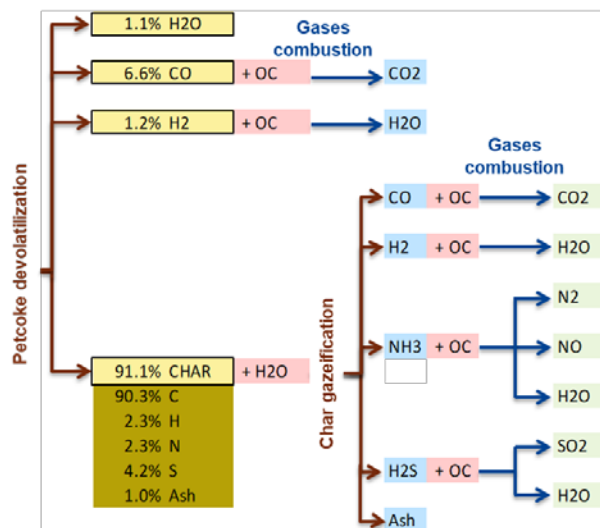 Petcoke devolatilization
1.1% H2O
Gases
combustion
6.6% CO + OC CO2
1.2% H2 + OC H2O
Gases
combustion
Char gazeification
CO + OC CO2
H2 + OC H2O
N2
NH3 + OC NO
H2O
91.1% CHAR + H2O
90.3% C
2.3% H
2.3% N
4.2% S
1.0% Ash
SO2
H2S + OC
H2O
Ash